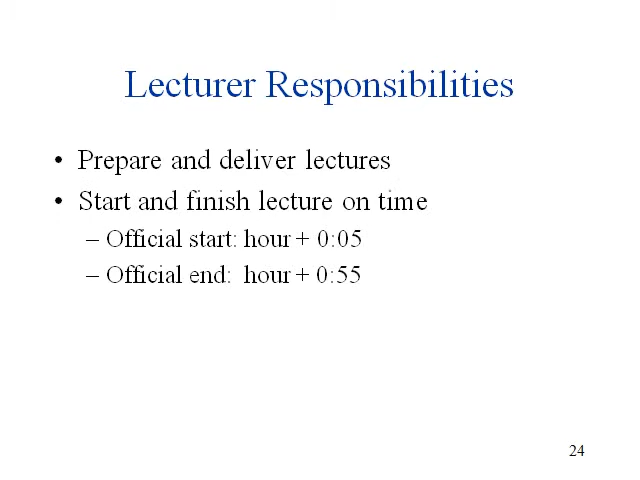 Lecturer Responsibilities
• Prepare and deliver lectures
• Start and finish lecture on time
– Official start: hour + 0:05
– Official end:  hour + 0:55
24